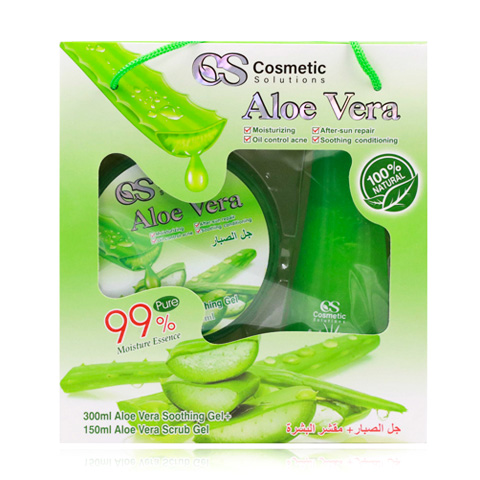 CS Cosmetic
Solutions
Aloe Vera
Moisturizing
After-sun repair
Oil control acne
Soothing conditioning
100%
NATURAL
CS
Aloe Vera
جل الصبار
Pure
99%
Moisture Essence
thing Gel
CS
Cosmetic
Solutions
300ml Aloe Vera Soothing Gel+
150ml Aloe Vera Scrub Gel
جل الصبار+ مقشر البشرة